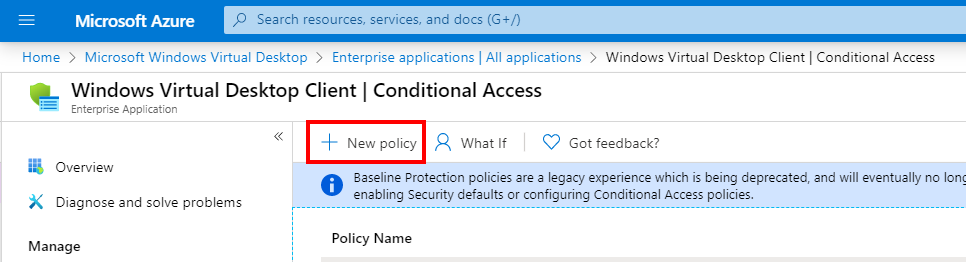 Microsoft Azure
Search resources, services, and docs (G+/)
Home > Microsoft Windows Virtual Desktop > Enterprise applications | All applications > Windows Virtual Desktop Client | Conditional Access
Windows Virtual Desktop Client | Conditional Access
Enterprise Application
«
New policy
What If
Got feedback?
Overview
Diagnose and solve problems
Manage
Baseline Protection policies are a legacy experience which is being deprecated, and will eventually no
enabling Security defaults or configuring Conditional Access policies.
Policy Name